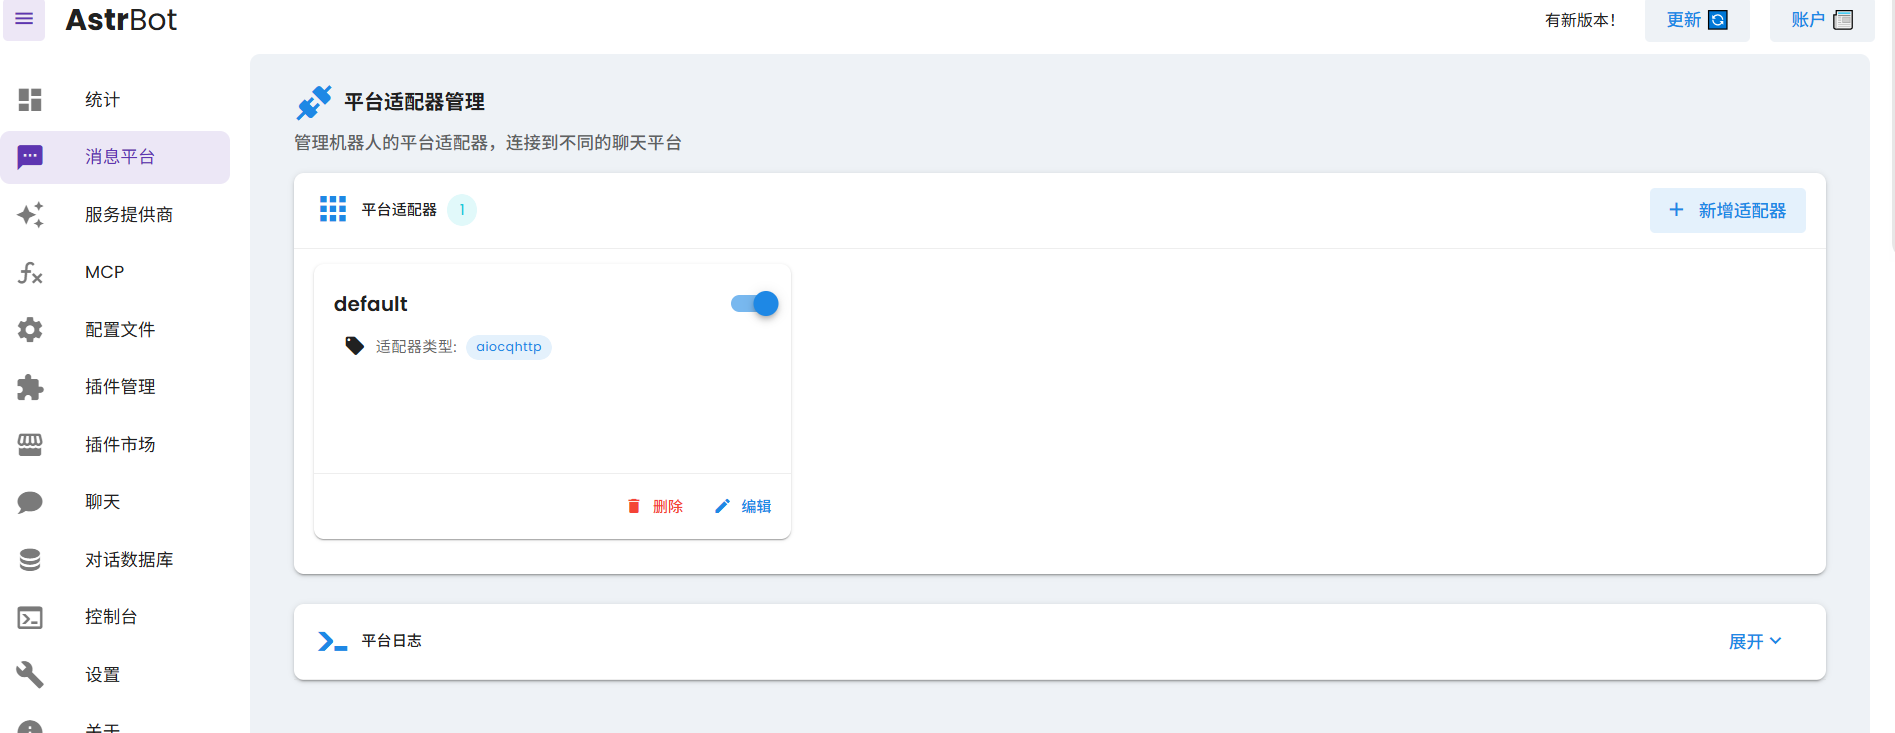 AstrBot
有新版本！
更新
账户
统计
消息平台
服务提供商
MCP
配置文件
插件管理
插件市场
聊天
对话数据库
控制台
设置
关于
平台适配器管理
管理机器人的平台适配器，连接到不同的聊天平台
平台适配器 1
新增适配器
default
适配器类型: aiocqhttp
删除
编辑
平台日志
展开